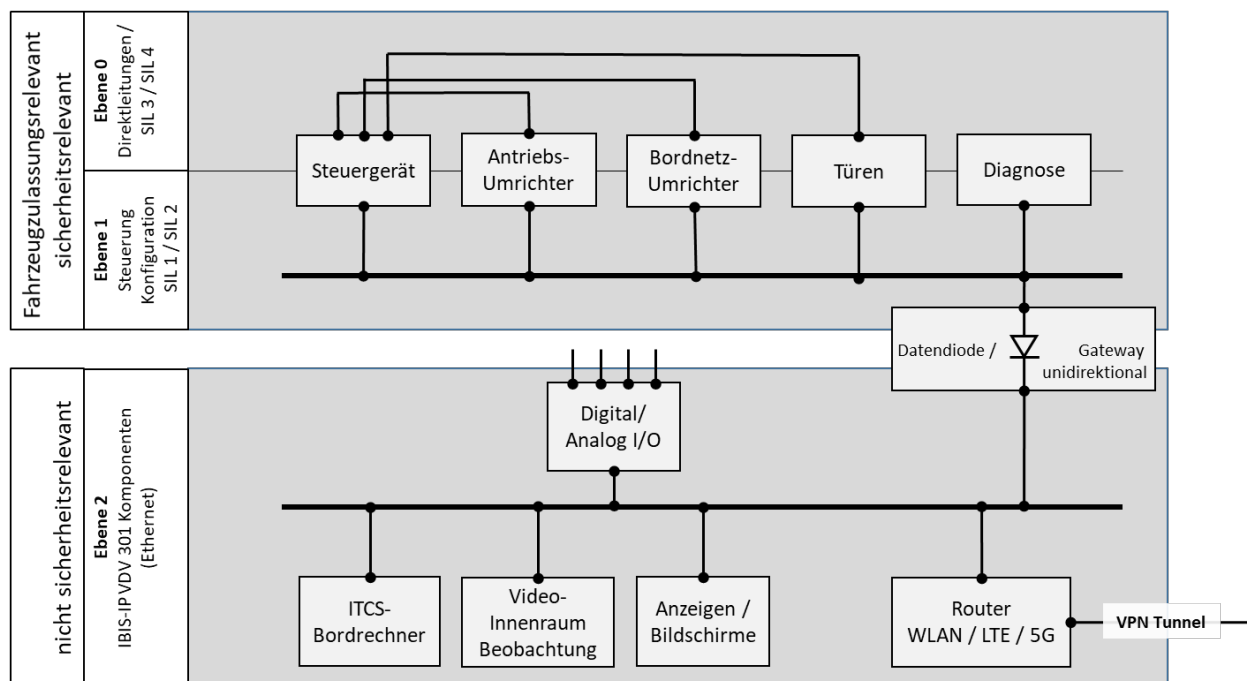 Fahrzeugzulassungsrelevant
sicherheitsrelevant
Ebene 0
Direktleitungen /
SIL 3 / SIL 4
Ebene 1
Steuerung
Konfiguration
SIL 1 / SIL 2
Steuergerät
Antriebs-
Umrichter
Bordnetz-
Umrichter
Türen
Diagnose
Datendiode /
Gateway
unidirektional
nicht sicherheitsrelevant
Ebene 2
IBIS-IP VDV 301 Komponenten
(Ethernet)
Digital/
Analog I/O
ITCS-
Bordrechner
Video-
Innenraum
Beobachtung
Anzeigen /
Bildschirme
Router
WLAN / LTE / 5G
VPN Tunnel